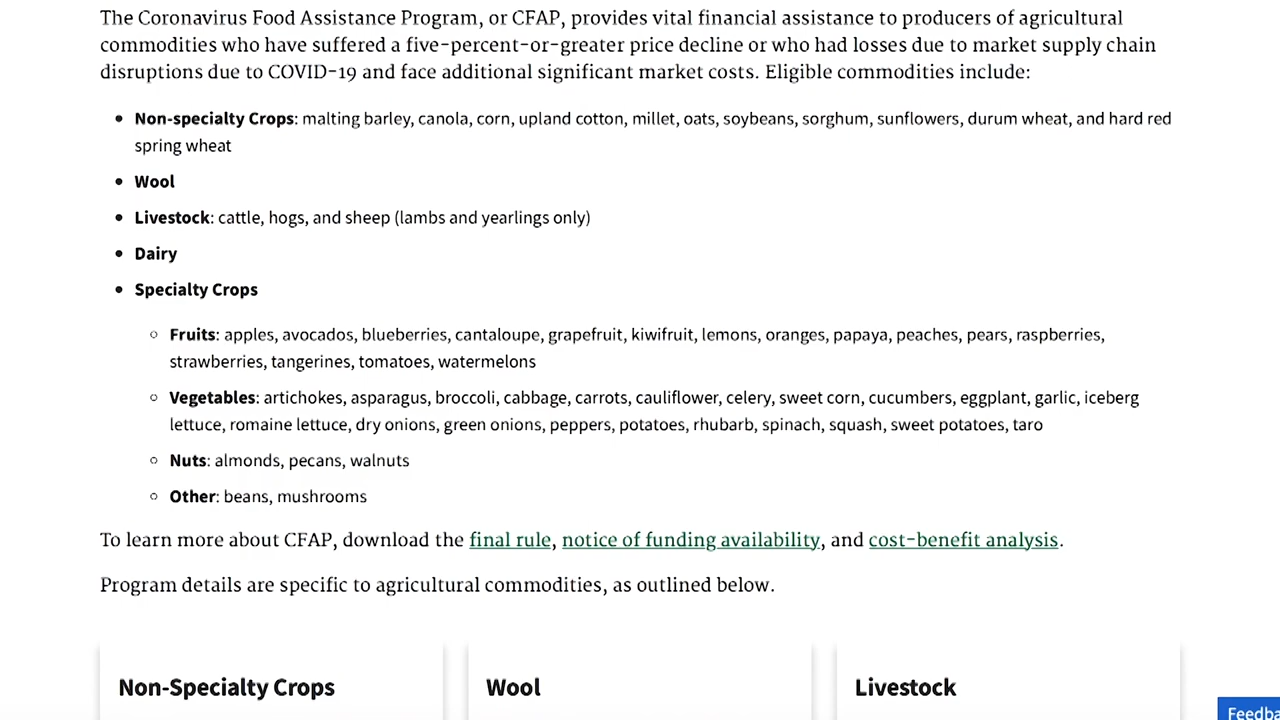 The Coronavirus Food Assistance Program, or CFAP, provides vital financial assistance to producers of agricultural
commodities who have suffered a five-percent-or-greater price decline or who had losses due to market supply chain
disruptions due to COVID-19 and face additional significant market costs. Eligible commodities include:
• Non-specialty Crops: malting barley, canola, corn, upland cotton, millet, oats, soybeans, sorghum, sunflowers, durum wheat, and hard red
spring wheat
• Wool
• Livestock: cattle, hogs, and sheep (lambs and yearlings only)
• Dairy
• Specialty Crops
◦ Fruits: apples, avocados, blueberries, cantaloupe, grapefruit, kiwifruit, lemons, oranges, papaya, peaches, pears, raspberries,
strawberries, tangerines, tomatoes, watermelons
◦ Vegetables: artichokes, asparagus, broccoli, cabbage, carrots, cauliflower, celery, sweet corn, cucumbers, eggplant, garlic, iceberg
lettuce, romaine lettuce, dry onions, green onions, peppers, potatoes, rhubarb, spinach, squash, sweet potatoes, taro
◦ Nuts: almonds, pecans, walnuts
◦ Other: beans, mushrooms
To learn more about CFAP, download the final rule, notice of funding availability, and cost-benefit analysis.
Program details are specific to agricultural commodities, as outlined below.
Non-Specialty Crops
Wool
Livestock
Feedba